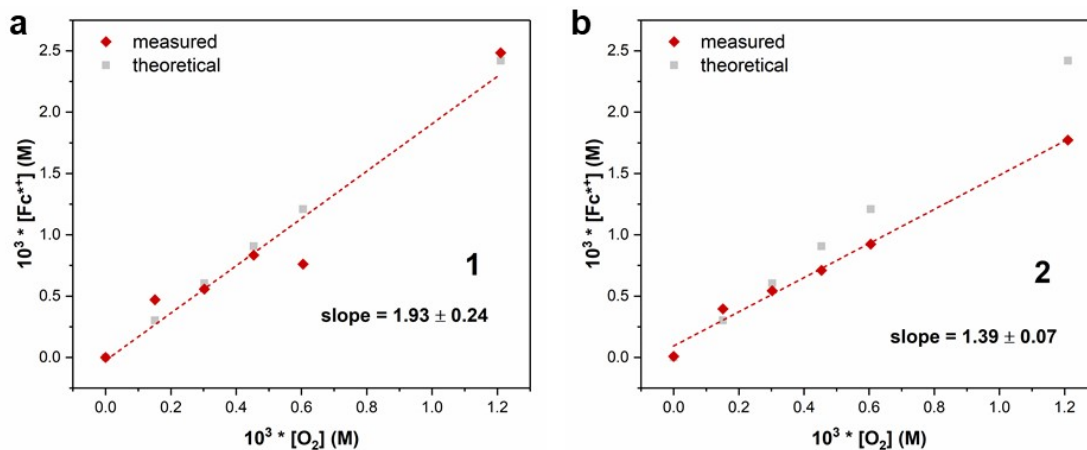 a
measured
theoretical
2.5
2.0
1.5
1.0
0.5
0.0
10³ * [Fc*⁺] (M)
1
slope = 1.93 ± 0.24
0.0 0.2 0.4 0.6 0.8 1.0 1.2
10³ * [O₂] (M)
b
measured
theoretical
2.5
2.0
1.5
1.0
0.5
0.0
10³ * [Fc*⁺] (M)
2
slope = 1.39 ± 0.07
0.0 0.2 0.4 0.6 0.8 1.0 1.2
10³ * [O₂] (M)